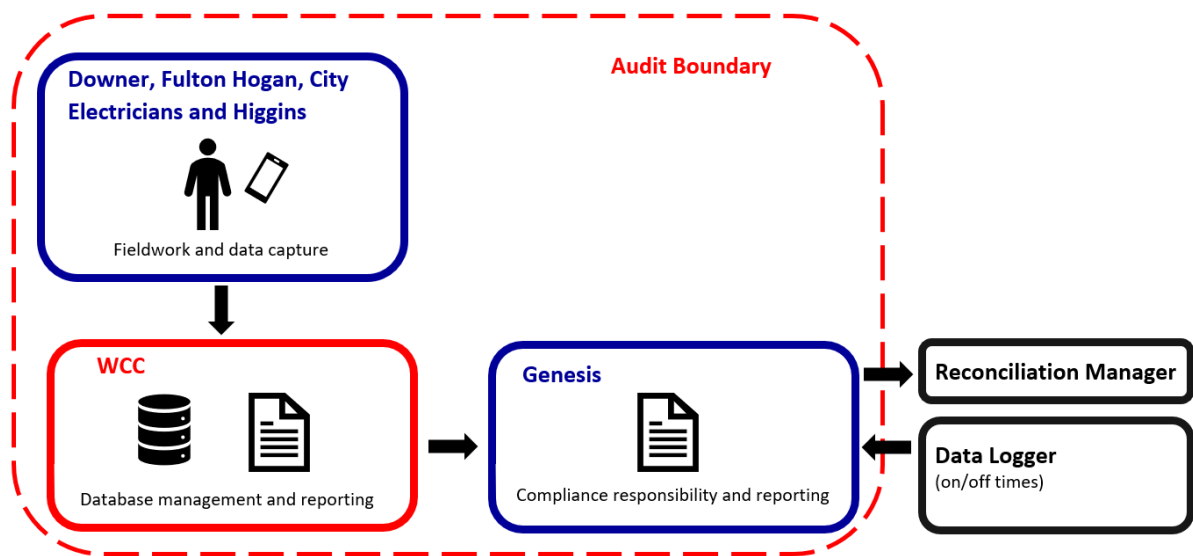 Audit Boundary
Downer, Fulton Hogan, City
Electricians and Higgins
Fieldwork and data capture
WCC
Database management and reporting
Genesis
Compliance responsibility and reporting
Reconciliation Manager
Data Logger
(on/off times)